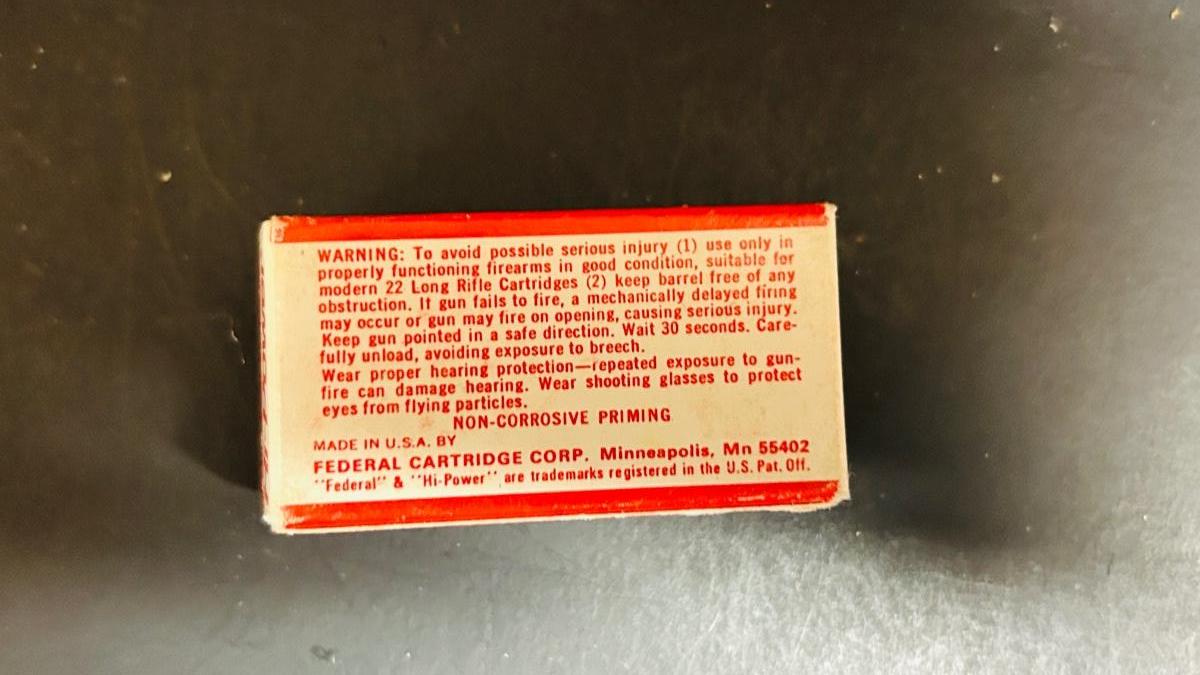 WARNING: To avoid possible serious injury (1) use only in
properly functioning firearms in good condition, suitable for
modern 22 Long Rifle Cartridges (2) keep barrel free of any
obstruction. If gun fails to fire, a mechanically delayed firing
may occur or gun may fire on opening, causing serious injury.
Keep gun pointed in a safe direction. Wait 30 seconds. Care-
fully unload, avoiding exposure to breech.
Wear proper hearing protection—repeated exposure to gun-
fire can damage hearing. Wear shooting glasses to protect
eyes from flying particles.
NON-CORROSIVE PRIMING
MADE IN U.S.A. BY
FEDERAL CARTRIDGE CORP. Minneapolis, Mn 55402
"Federal" & "Hi-Power" are trademarks registered in the U.S. Pat. Off.